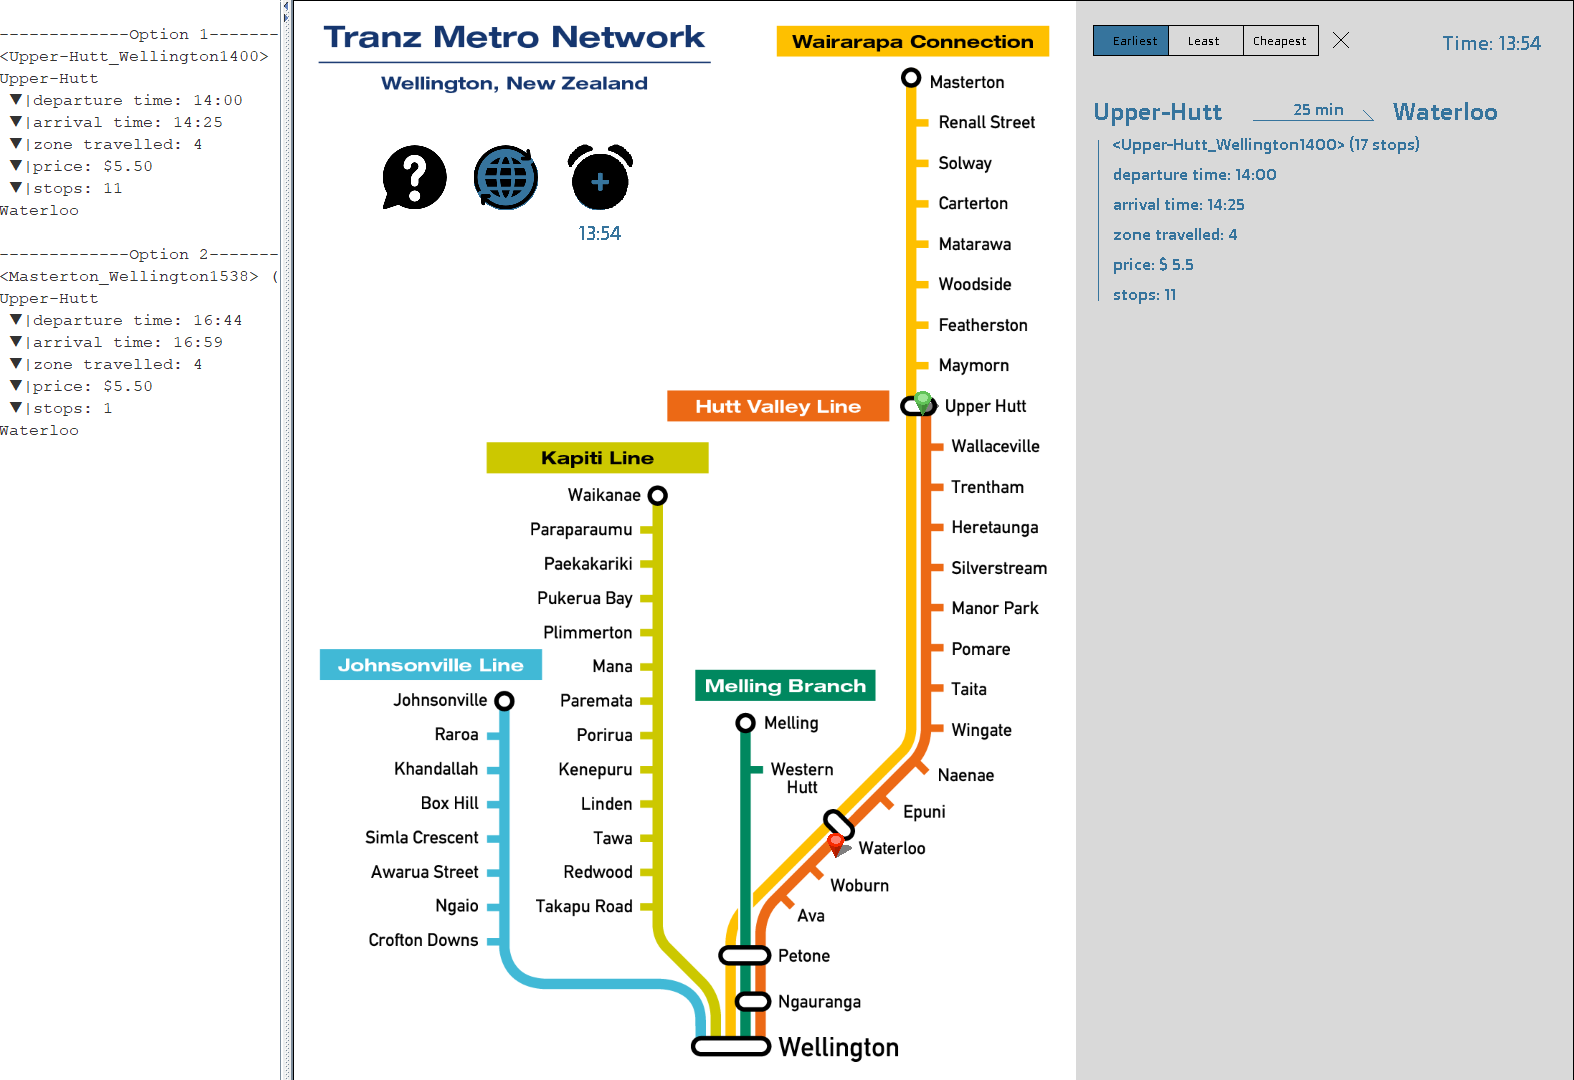 -------------Option 1-------
<Upper-Hutt_Wellington1400>
Upper-Hutt
▼|departure time: 14:00
▼|arrival time: 14:25
▼|zone travelled: 4
▼|price: $5.50
▼|stops: 11
Waterloo
-------------Option 2-------
<Masterton_Wellington1538> (
Upper-Hutt
▼|departure time: 16:44
▼|arrival time: 16:59
▼|zone travelled: 4
▼|price: $5.50
▼|stops: 1
Waterloo
Tranz Metro Network
Wellington, New Zealand
13:54
Wairarapa Connection
Masterton
Renall Street
Solway
Carterton
Matarawa
Woodside
Featherston
Maymorn
Hutt Valley Line
Upper Hutt
Wallaceville
Trentham
Heretaunga
Silverstream
Manor Park
Pomare
Taita
Wingate
Naenae
Epuni
Waterloo
Woburn
Ava
Petone
Ngauranga
Wellington
Kapiti Line
Waikanae
Paraparaumu
Paekakariki
Pukerua Bay
Plimmerton
Mana
Paremata
Porirua
Kenepuru
Linden
Tawa
Redwood
Takapu Road
Johnsonville Line
Johnsonville
Raroa
Khandallah
Box Hill
Simla Crescent
Awarua Street
Ngaio
Crofton Downs
Melling Branch
Melling
Western
Hutt
Earliest Least Cheapest
Time: 13:54
Upper-Hutt 25 min Waterloo
<Upper-Hutt_Wellington1400> (17 stops)
departure time: 14:00
arrival time: 14:25
zone travelled: 4
price: $ 5.5
stops: 11